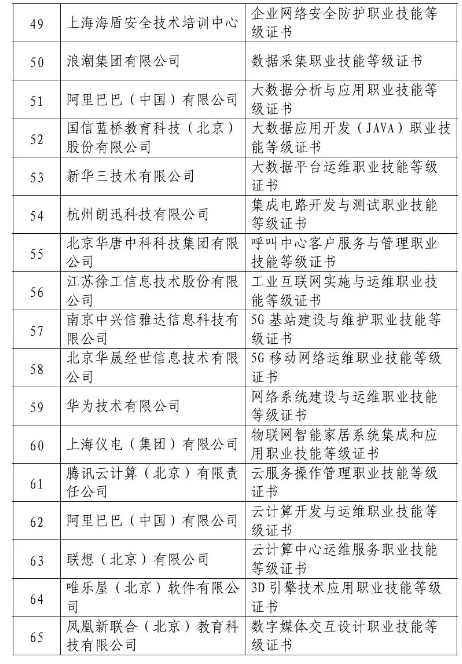 49 上海海盾安全技术培训中心 企业网络安全防护职业技能等
级证书
50 浪潮集团有限公司 数据采集职业技能等级证书
51 阿里巴巴（中国）有限公司 大数据分析与应用职业技能等
级证书
52 国信蓝桥教育科技（北京） 大数据应用开发（JAVA）职业技
股份有限公司 能等级证书
53 新华三技术有限公司 大数据平台运维职业技能等级
证书
54 杭州朗迅科技有限公司 集成电路开发与测试职业技能
等级证书
55 北京华唐中科科技集团有限 呼叫中心客户服务与管理职业
公司 技能等级证书
56 江苏徐工信息技术股份有限 工业互联网实施与运维职业技
公司 能等级证书
57 南京中兴信雅达信息科技有 5G 基站建设与维护职业技能等
限公司 级证书
58 北京华晟经世信息技术有限 5G 移动网络运维职业技能等级
公司 证书
59 华为技术有限公司 网络系统建设与运维职业技能
等级证书
60 上海仪电（集团）有限公司 物联网智能家居系统集成和应
用职业技能等级证书
61 腾讯云计算（北京）有限责 云服务操作管理职业技能等级
任公司 证书
62 阿里巴巴（中国）有限公司 云计算开发与运维职业技能等
级证书
63 联想（北京）有限公司 云计算中心运维服务职业技能
等级证书
64 唯乐屋（北京）软件有限公 3D 引擎技术应用职业技能等级
司 证书
65 凤凰新联合（北京）教育科 数字媒体交互设计职业技能等
技有限公司 级证书